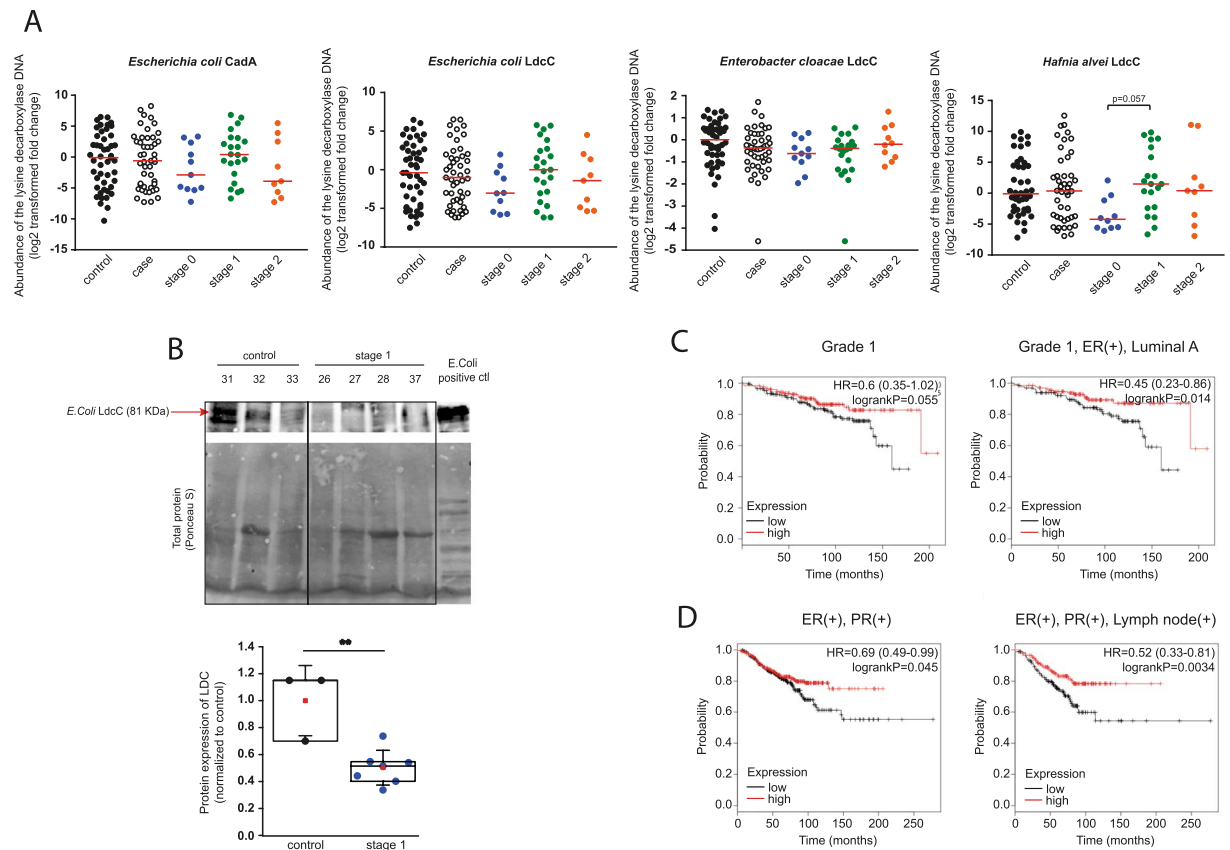 A
Abundance of the lysine decarboxylase DNA
(log2 transformed fold change)
Escherichia coli CadA
10
5
0
-5
-10
-15
control
case
stage 0
stage 1
stage 2
Abundance of the lysine decarboxylase DNA
(log2 transformed fold change)
Escherichia coli LdcC
10
5
0
-5
-10
control
case
stage 0
stage 1
stage 2
Abundance of the lysine decarboxylase DNA
(log2 transformed fold change)
Enterobacter cloacae LdcC
2
1
0
-1
-2
-3
-4
-5
control
case
stage 0
stage 1
stage 2
Abundance of the lysine decarboxylase DNA
(log2 transformed fold change)
Hafnia alvei LdcC
p=0.057
15
10
5
0
-5
-10
control
case
stage 0
stage 1
stage 2
B
control
stage 1
E.Coli
positive ctl
31 32 33 26 27 28 37
E.Coli LdcC (81 KDa)
Total protein
(Ponceau S)
Protein expression of LDC
(normalized to control)
**
1.4
1.2
1.0
0.8
0.6
0.4
0.2
0.0
control
stage 1
C
Grade 1
HR=0.6 (0.35-1.02)
logrankP=0.055
Probability
1.0
0.8
0.6
0.4
0.2
0.0
Expression
low
high
50 100 150 200
Time (months)
Grade 1, ER(+), Luminal A
HR=0.45 (0.23-0.86)
logrankP=0.014
Probability
1.0
0.8
0.6
0.4
0.2
0.0
Expression
low
high
0 50 100 150 200
Time (months)
D
ER(+), PR(+)
HR=0.69 (0.49-0.99)
logrankP=0.045
Probability
1.0
0.8
0.6
0.4
0.2
0.0
Expression
low
high
0 50 100 150 200 250
Time (months)
ER(+), PR(+), Lymph node(+)
HR=0.52 (0.33-0.81)
logrankP=0.0034
Probability
1.0
0.8
0.6
0.4
0.2
0.0
Expression
low
high
0 50 100 150 200 250
Time (months)